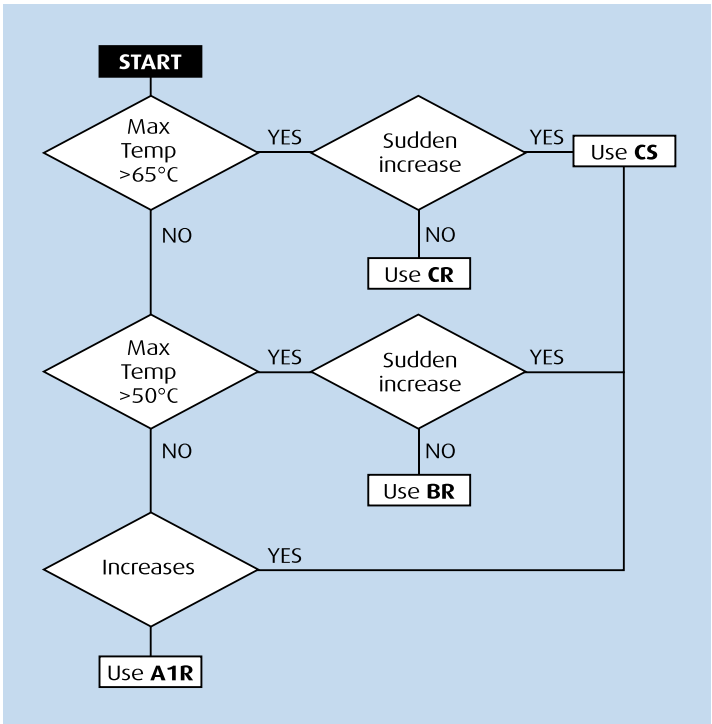 START
Max
Temp
>65°C
YES
Sudden
increase
YES
Use CS
NO
NO
Use CR
Max
Temp
>50°C
YES
Sudden
increase
YES
NO
NO
Use BR
Increases
YES
Use A1R